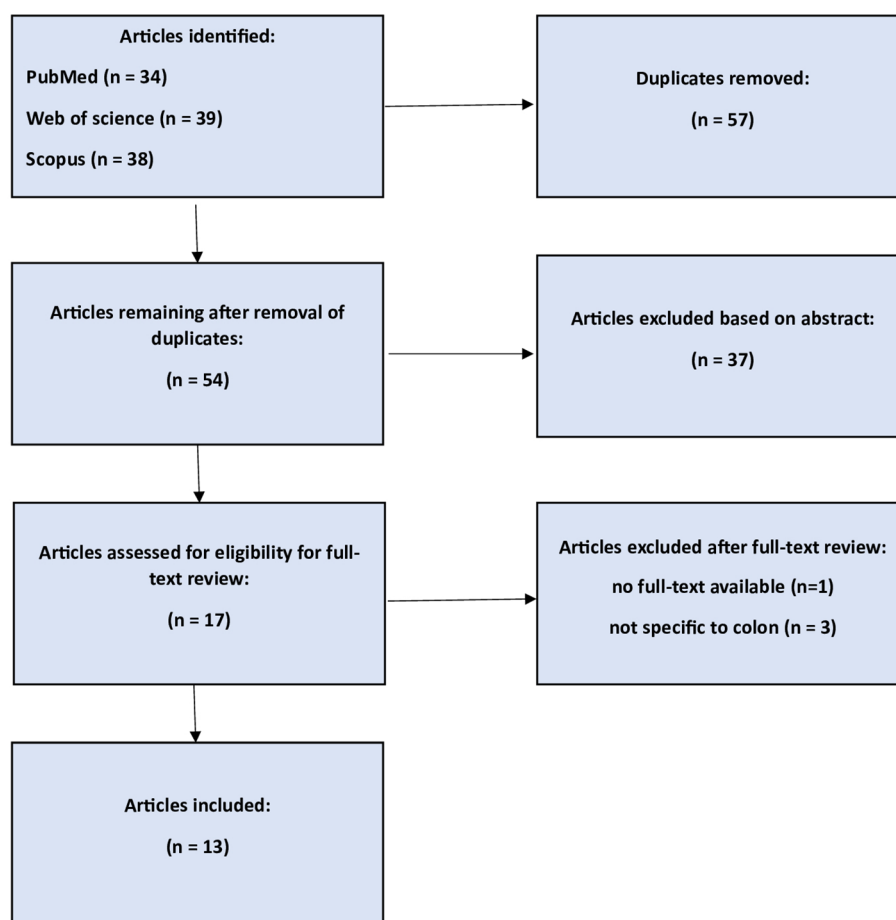 Articles identified:
PubMed (n = 34)
Web of science (n = 39)
Scopus (n = 38)
Duplicates removed:
(n = 57)
Articles remaining after removal of
duplicates:
(n = 54)
Articles excluded based on abstract:
(n = 37)
Articles assessed for eligibility for full-
text review:
(n = 17)
Articles excluded after full-text review:
no full-text available (n=1)
not specific to colon (n = 3)
Articles included:
(n = 13)